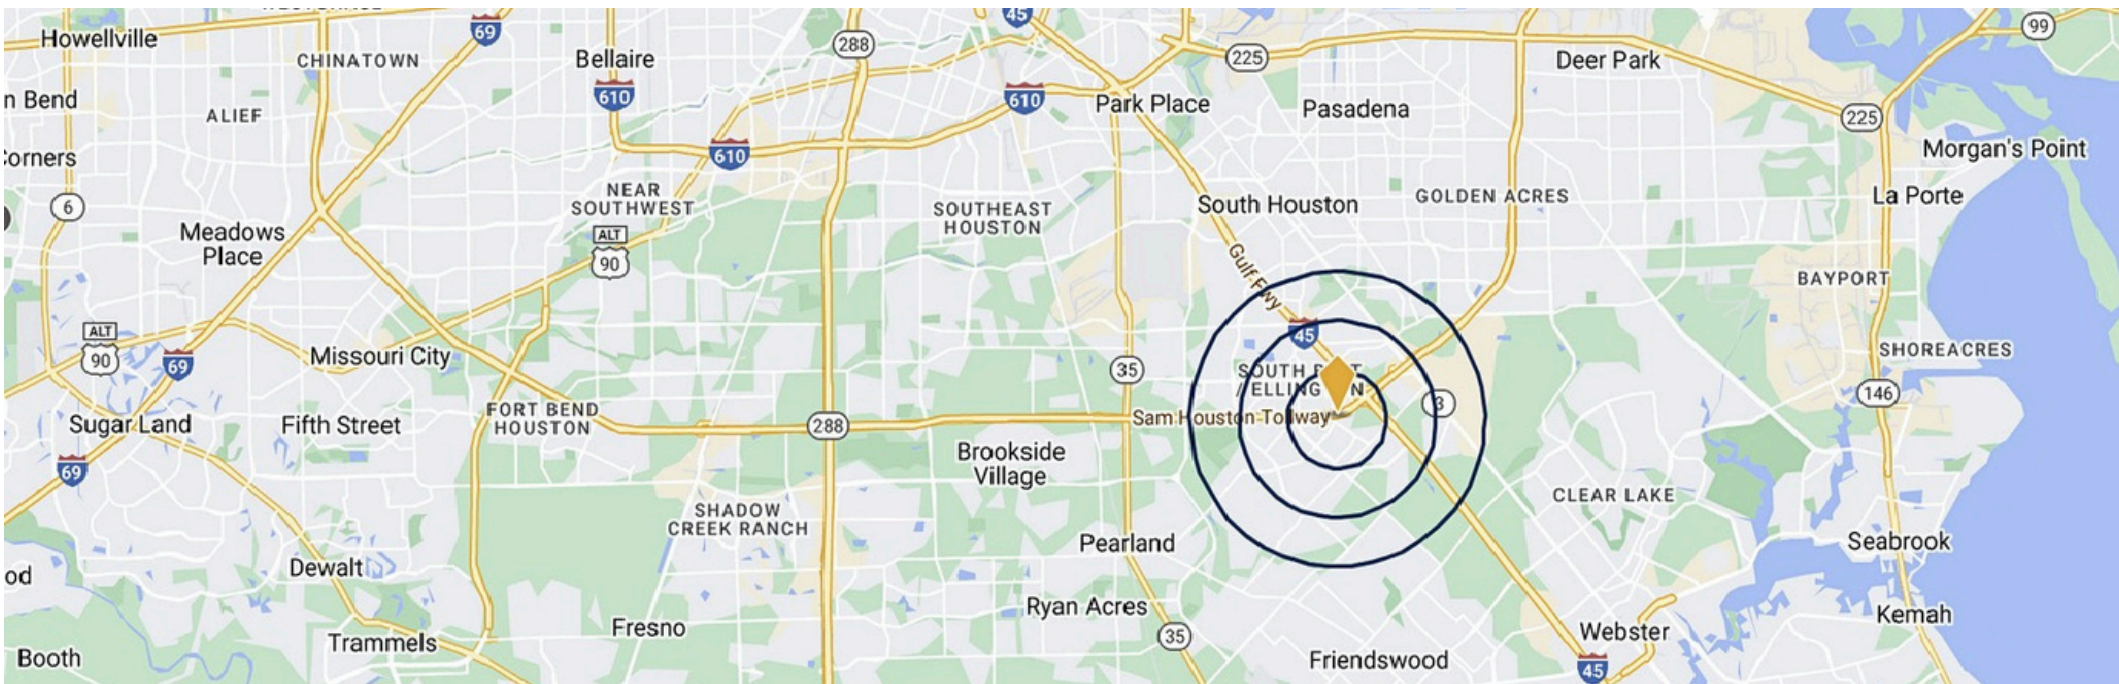 45
69
99
Howellville
288
CHINATOWN
Bellaire
225
Deer Park
n Bend
610
610
Park Place
Pasadena
ALIEF
225
610
Morgan's Point
Corners
NEAR
SOUTHWEST
GOLDEN ACRES
La Porte
6
SOUTHEAST
HOUSTON
South Houston
Meadows
Place
ALT
90
Gulf Fwy
BAYPORT
ALT
90
69
Missouri City
45
SHOREACRES
35
SOUTH
ELLING
N
146
3
Sugar Land
Fifth Street
FORT BEND
HOUSTON
288
Sam Houston Tollway
69
Brookside
Village
CLEAR LAKE
SHADOW
CREEK RANCH
Pearland
Seabrook
od
Dewalt
Ryan Acres
Kemah
Trammels
Fresno
35
Webster
Booth
Friendswood
45